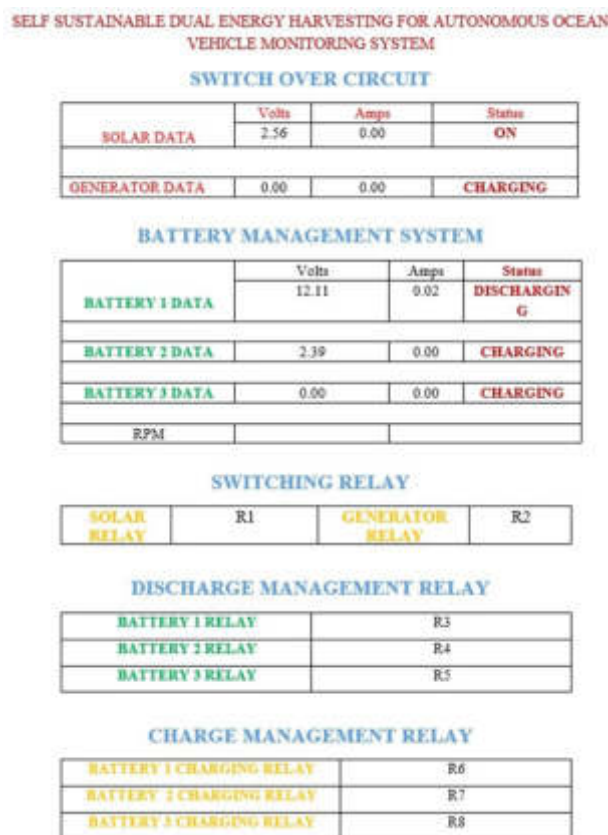 SELF SUSTAINABLE DUAL ENERGY HARVESTING FOR AUTONOMOUS OCEAN
VEHICLE MONITORING SYSTEM
SWITCH OVER CIRCUIT
Volts Amps Status
SOLAR DATA 2.56 0.00 ON
GENERATOR DATA 0.00 0.00 CHARGING
BATTERY MANAGEMENT SYSTEM
Volts Amps Status
BATTERY 1 DATA 12.11 0.02 DISCHARGIN
G
BATTERY 2 DATA 2.39 0.00 CHARGING
BATTERY 3 DATA 0.00 0.00 CHARGING
RPM
SWITCHING RELAY
SOLAR RELAY R1 GENERATOR RELAY R2
DISCHARGE MANAGEMENT RELAY
BATTERY 1 RELAY R3
BATTERY 2 RELAY R4
BATTERY 3 RELAY R5
CHARGE MANAGEMENT RELAY
BATTERY 1 CHARGING RELAY R6
BATTERY 2 CHARGING RELAY R7
BATTERY 3 CHARGING RELAY R8